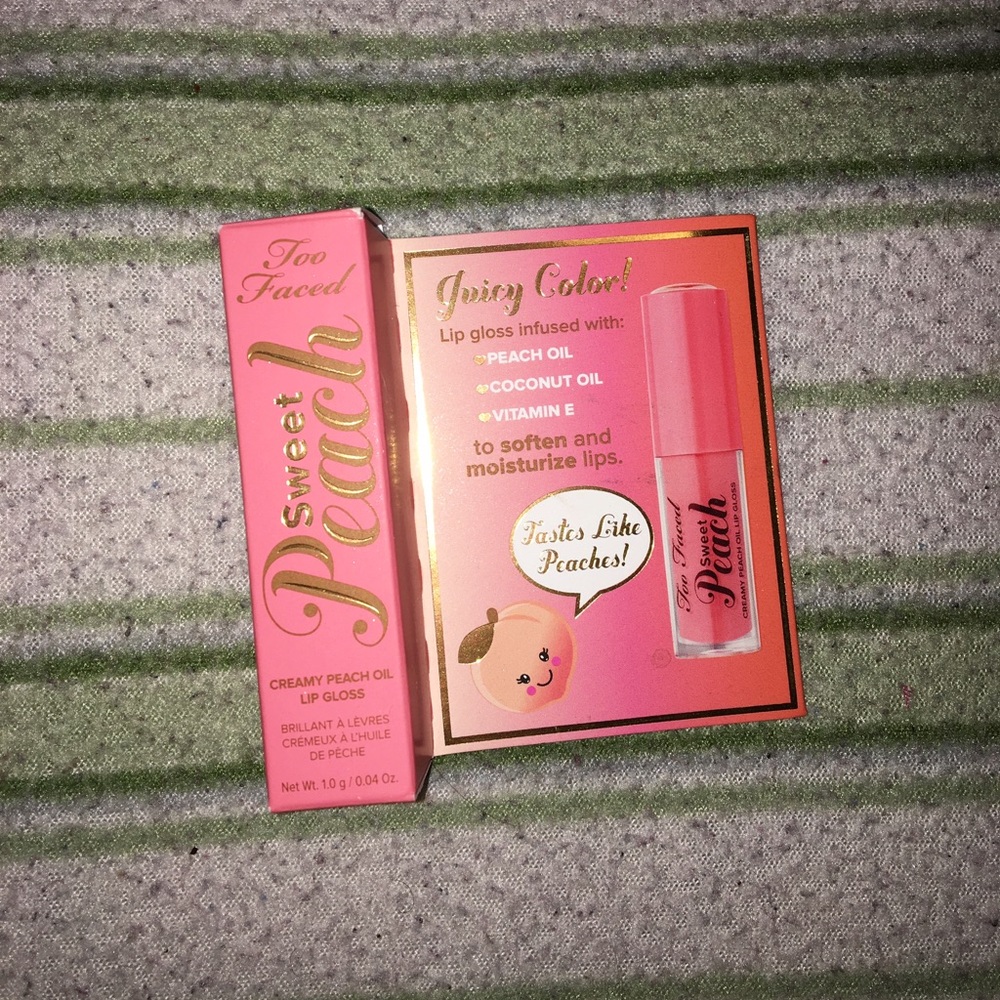 Too
Faced
Sweet
Peach
CREAMY PEACH OIL
LIP GLOSS
BRILLANT À LÈVRES
CRÉMEUX À L'HUILE
DE PÊCHE
Net Wt. 1.0 g / 0.04 Oz.
Juicy Color!
Lip gloss infused with:
PEACH OIL
COCONUT OIL
VITAMIN E
to soften and
moisturize lips.
Tastes Like
Peaches!
Too Faced
Sweet
Peach
CREAMY PEACH OIL LIP GLOSS